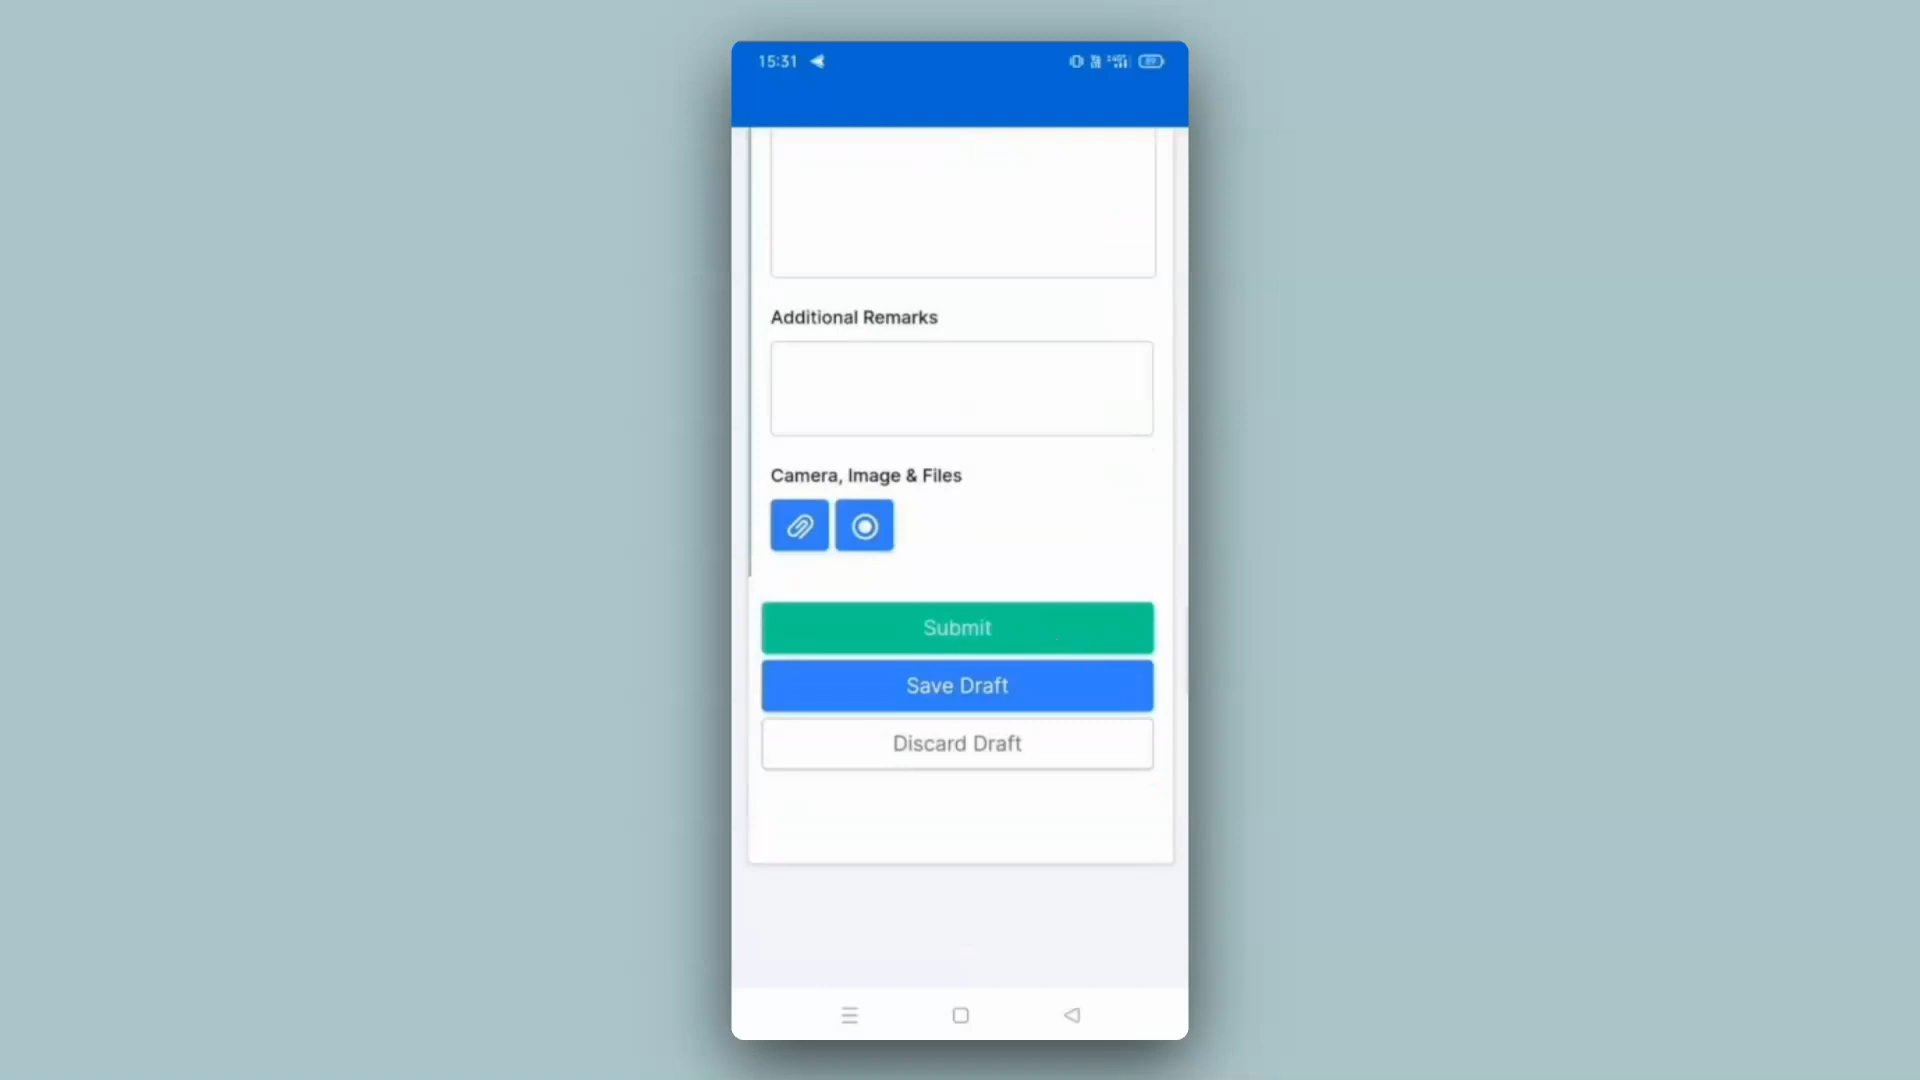 15:31
Additional Remarks
Camera, Image & Files
Submit
Save Draft
Discard Draft